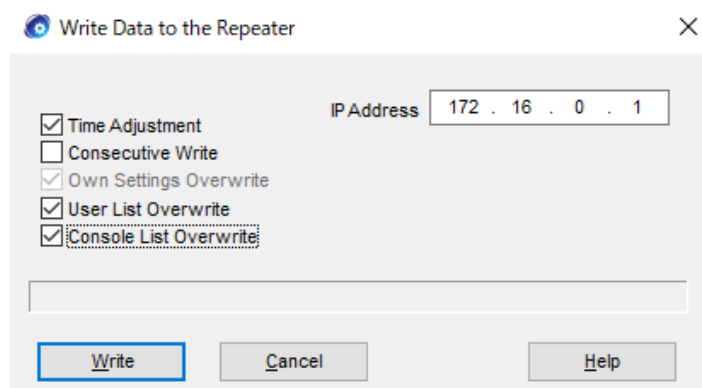 Write Data to the Repeater
IP Address 172 . 16 . 0 . 1
Time Adjustment
Consecutive Write
Own Settings Overwrite
User List Overwrite
Console List Overwrite
Write Cancel Help